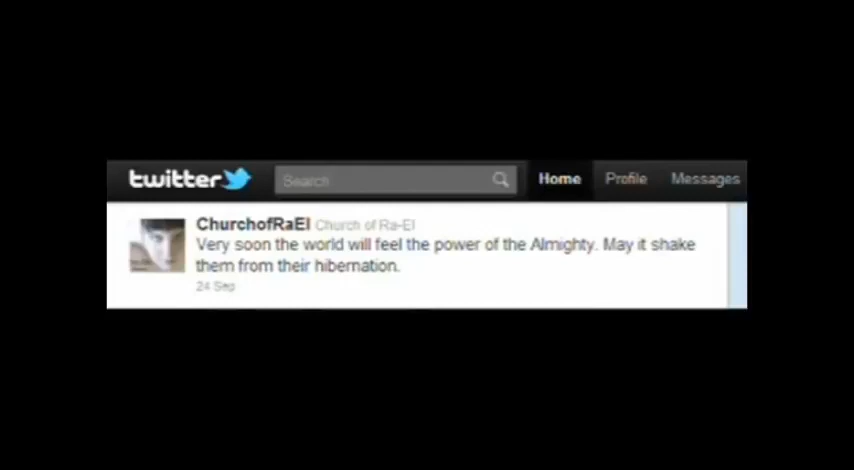 twitter Search Home Profile Messages
ChurchofRaEl Church of Ra-El
Very soon the world will feel the power of the Almighty. May it shake
them from their hibernation.
24 Sep